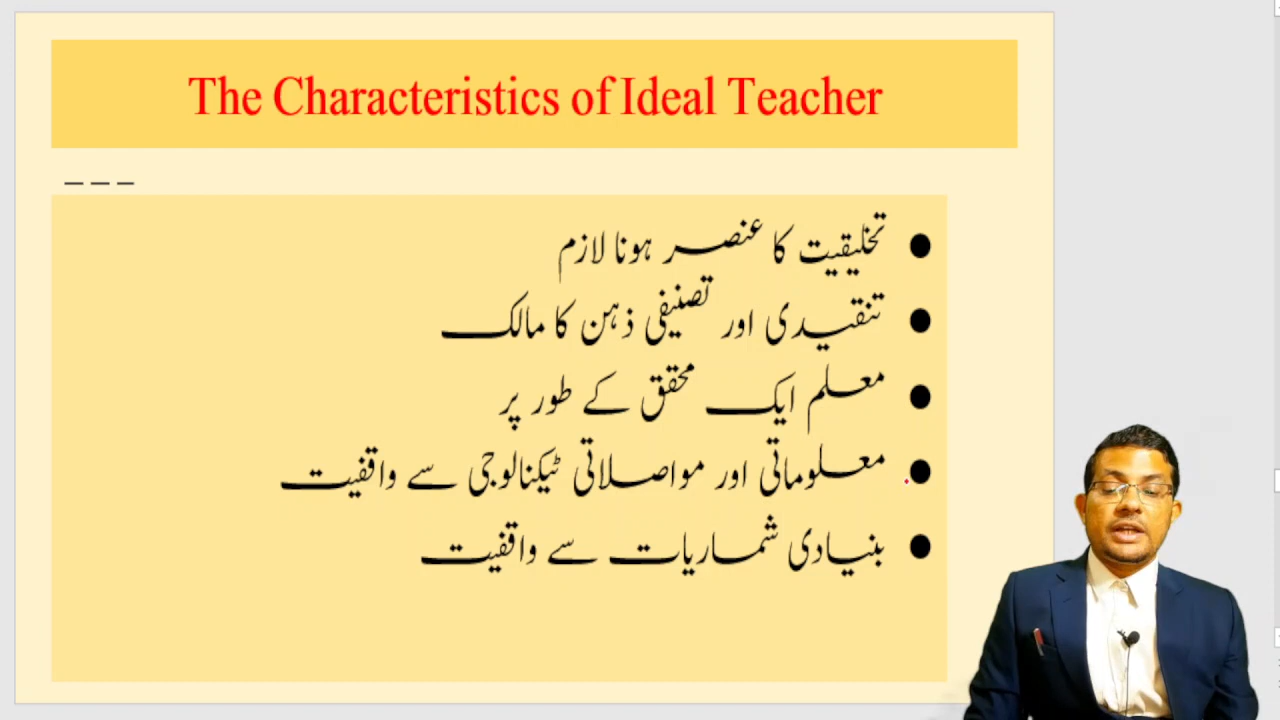 The Characteristics of Ideal Teacher
– – –
● تخلیقیت کا عنصر ہونا لازم
● تنقیدی اور تصنیفی ذہن کا مالک
● معلم ایک محقق کے طور پر
● معلوماتی اور مواصلاتی ٹیکنالوجی سے واقفیت
● بنیادی شماریات سے واقفیت